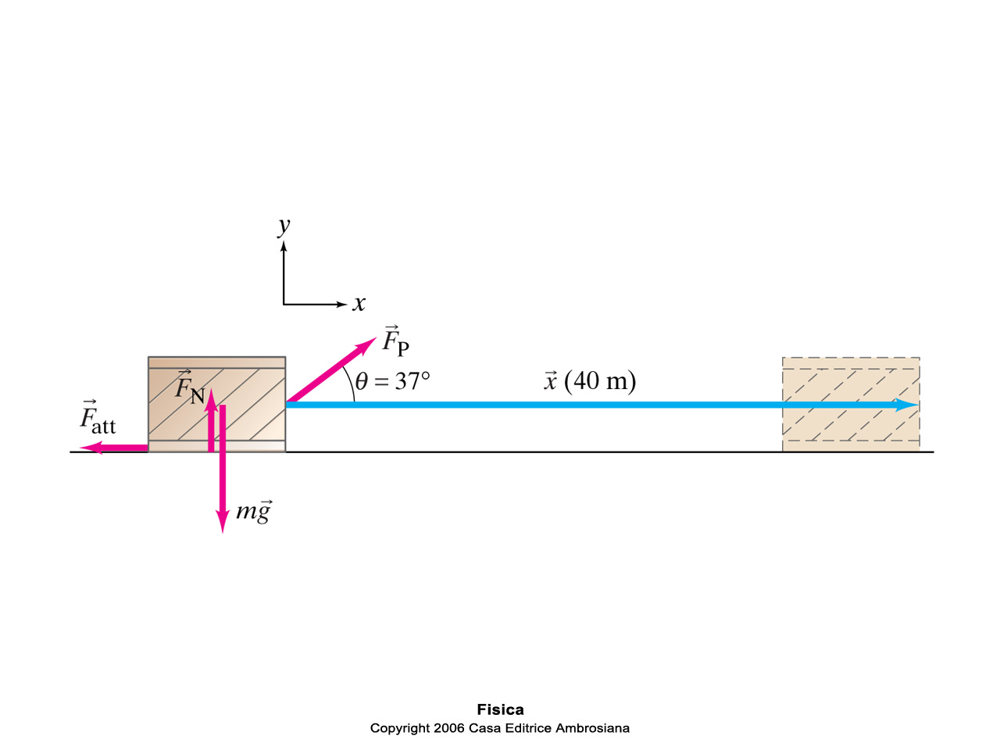 y
x
F⃗P
θ = 37°
x⃗ (40 m)
F⃗N
F⃗att
mg⃗
Fisica
Copyright 2006 Casa Editrice Ambrosiana